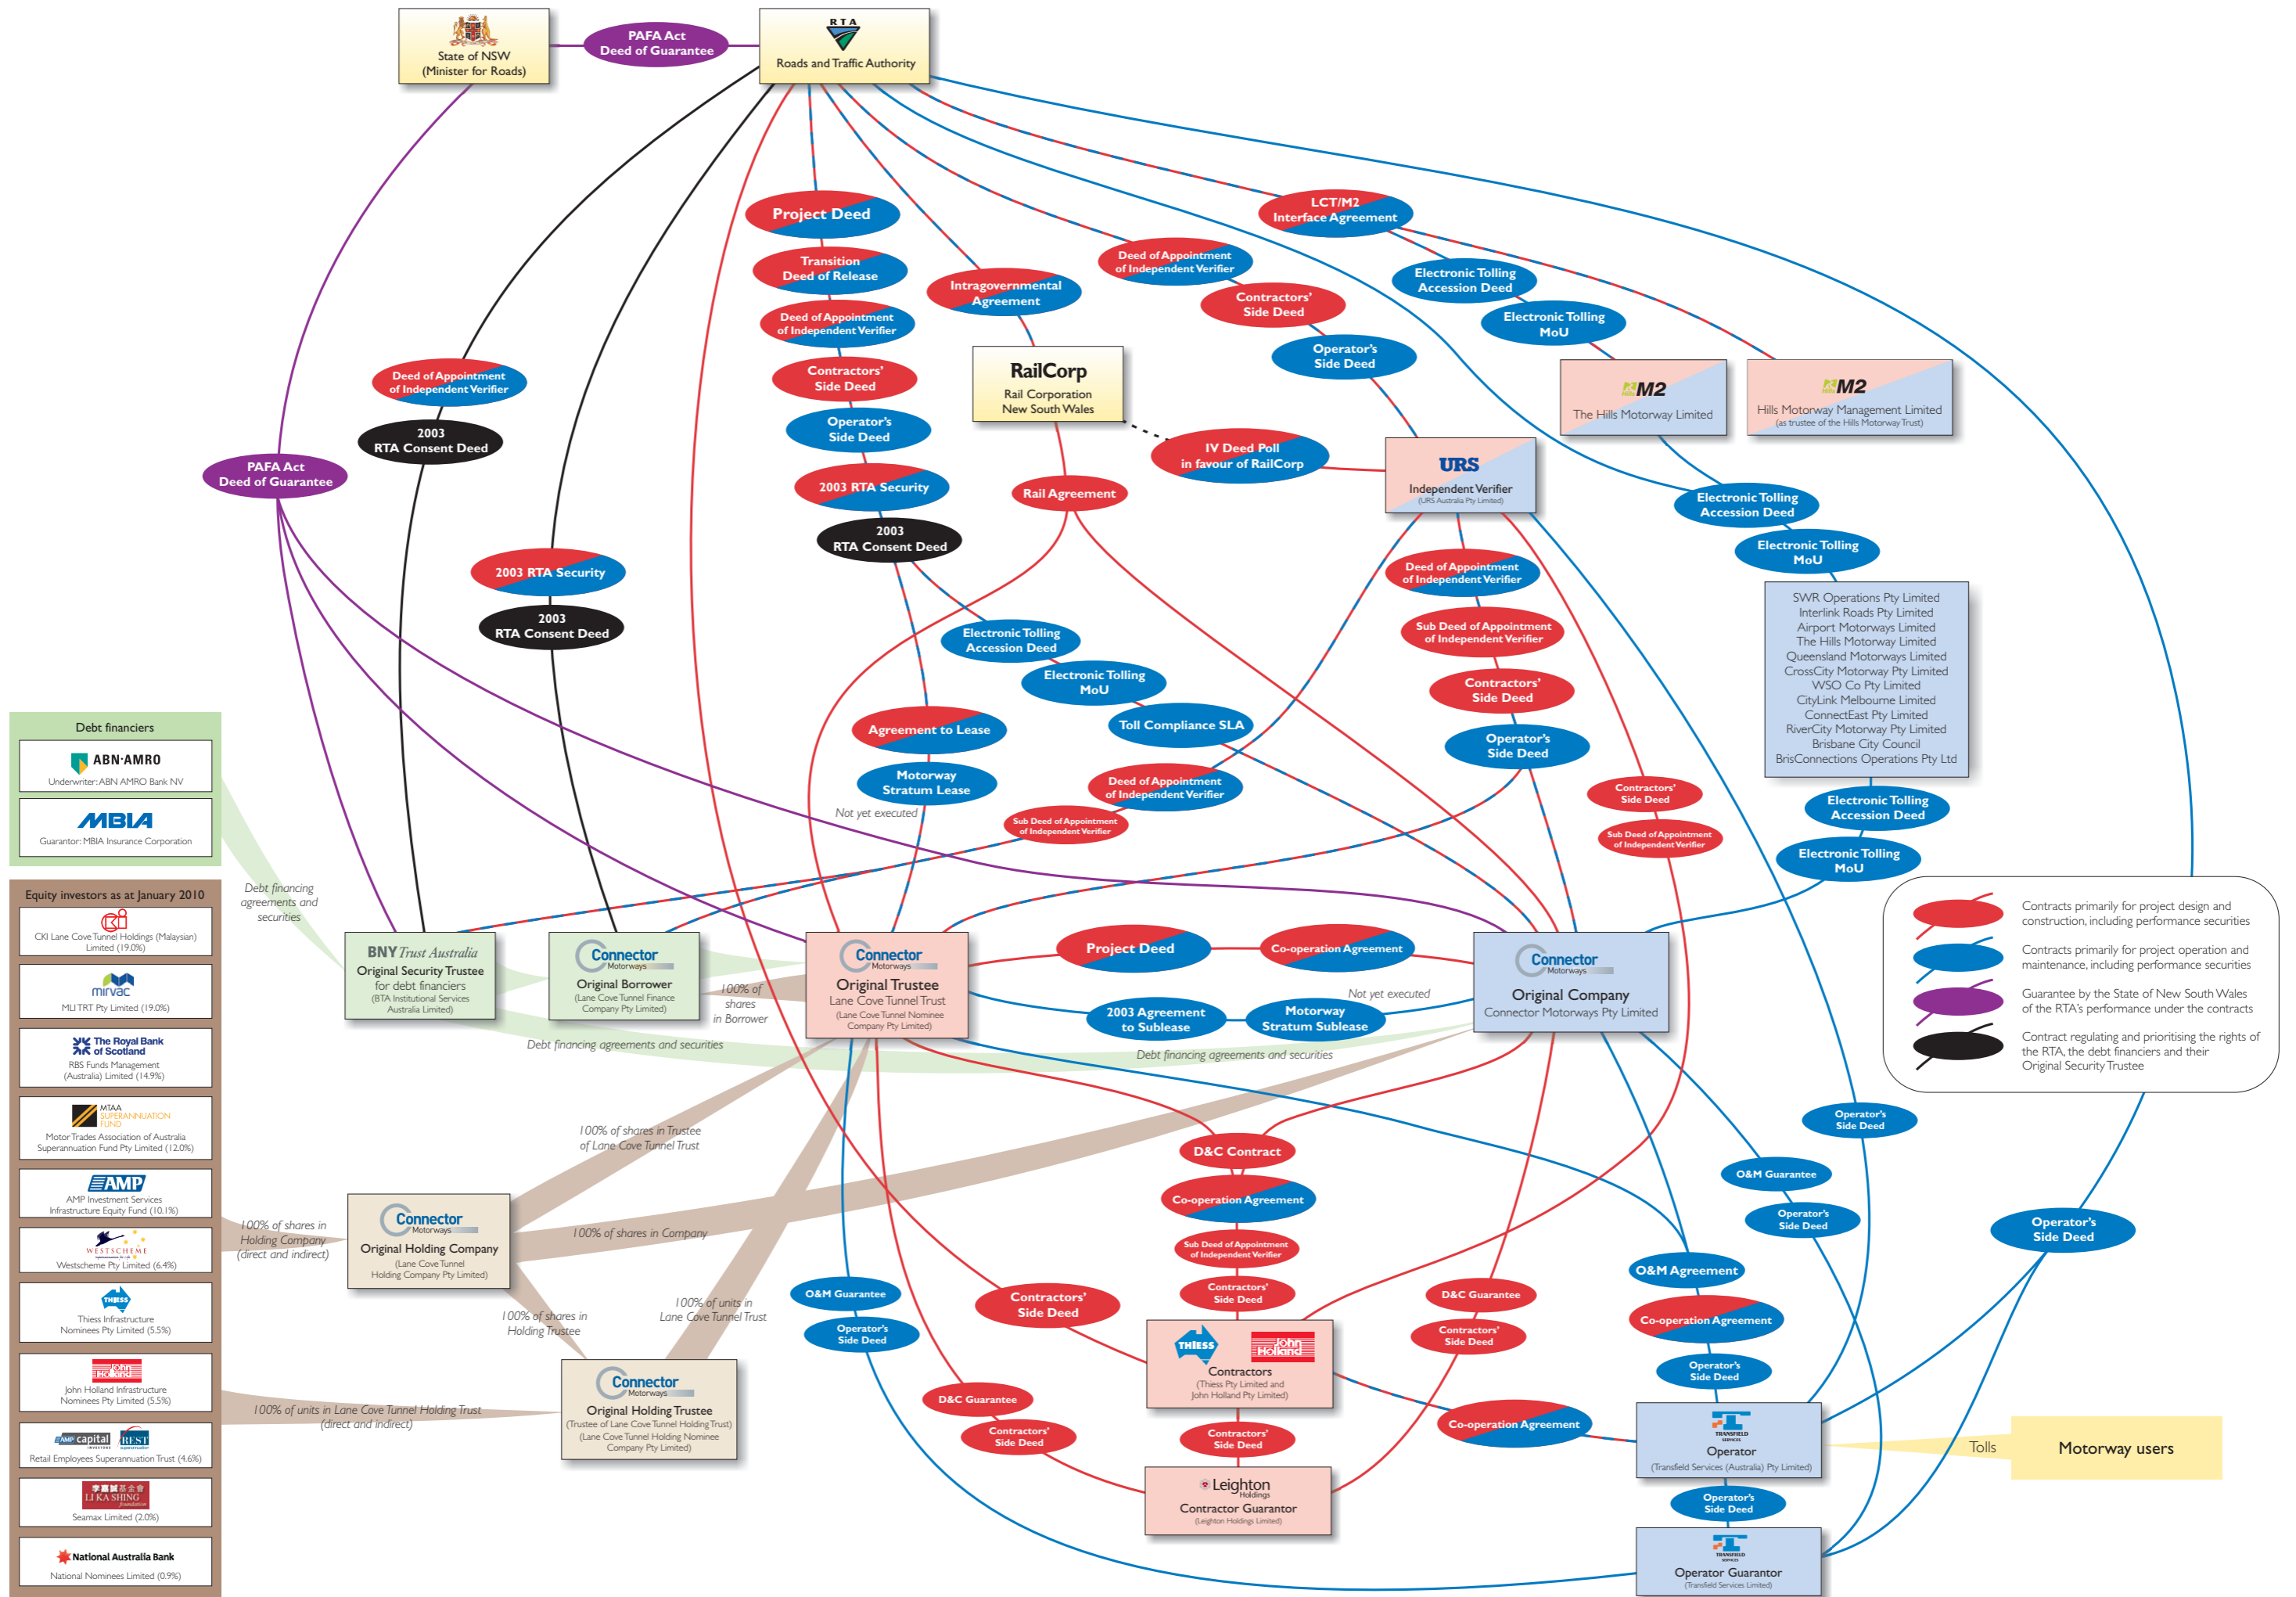 State of NSW
(Minister for Roads)
PAFA Act
Deed of Guarantee
RTA
Roads and Traffic Authority
Project Deed
Transition
Deed of Release
Deed of Appointment
of Independent Verifier
Contractors'
Side Deed
Operator's
Side Deed
2003 RTA Security
2003
RTA Consent Deed
Intragovernmental
Agreement
Deed of Appointment
of Independent Verifier
Contractors'
Side Deed
Operator's
Side Deed
LCT/M2
Interface Agreement
Electronic Tolling
Accession Deed
Electronic Tolling
MoU
RailCorp
Rail Corporation
New South Wales
Hills M2
The Hills Motorway Limited
Hills M2
Hills Motorway Management Limited
(as trustee of the Hills Motorway Trust)
Deed of Appointment
of Independent Verifier
2003
RTA Consent Deed
PAFA Act
Deed of Guarantee
IV Deed Poll
in favour of RailCorp
URS
Independent Verifier
(URS Australia Pty Limited)
Rail Agreement
Electronic Tolling
Accession Deed
Electronic Tolling
MoU
2003 RTA Security
2003
RTA Consent Deed
Deed of Appointment
of Independent Verifier
Sub Deed of Appointment
of Independent Verifier
Contractors'
Side Deed
Operator's
Side Deed
SWR Operations Pty Limited
Interlink Roads Pty Limited
Airport Motorways Limited
The Hills Motorway Limited
Queensland Motorways Limited
CrossCity Motorway Pty Limited
WSO Co Pty Limited
CityLink Melbourne Limited
ConnectEast Pty Limited
RiverCity Motorway Pty Limited
Brisbane City Council
BrisConnections Operations Pty Ltd
Electronic Tolling
Accession Deed
Electronic Tolling
MoU
Toll Compliance SLA
Agreement to Lease
Motorway
Stratum Lease
Not yet executed
Deed of Appointment
of Independent Verifier
Sub Deed of Appointment
of Independent Verifier
Contractors'
Side Deed
Sub Deed of Appointment
of Independent Verifier
Electronic Tolling
Accession Deed
Electronic Tolling
MoU
Debt financiers
ABN·AMRO
Underwriter: ABN AMRO Bank NV
MBIA
Guarantor: MBIA Insurance Corporation
Debt financing
agreements and
securities
Equity investors as at January 2010
CKI
CKI Lane Cove Tunnel Holdings (Malaysian)
Limited (19.0%)
mirvac
MLI TRT Pty Limited (19.0%)
The Royal Bank
of Scotland
RBS Funds Management
(Australia) Limited (14.9%)
MTAA
SUPERANNUATION
FUND
Motor Trades Association of Australia
Superannuation Fund Pty Limited (12.0%)
AMP
AMP Investment Services
Infrastructure Equity Fund (10.1%)
WESTSCHEME
Westscheme Pty Limited (6.4%)
THIESS
Thiess Infrastructure
Nominees Pty Limited (5.5%)
John
Holland
John Holland Infrastructure
Nominees Pty Limited (5.5%)
AMP capital
INVESTORS
REST
Retail Employees Superannuation Trust (4.6%)
李嘉誠基金會
LI KA SHING
foundation
Seamax Limited (2.0%)
National Australia Bank
National Nominees Limited (0.9%)
Contracts primarily for project design and
construction, including performance securities
Contracts primarily for project operation and
maintenance, including performance securities
Guarantee by the State of New South Wales
of the RTA's performance under the contracts
Contract regulating and prioritising the rights of
the RTA, the debt financiers and their
Original Security Trustee
BNY Trust Australia
Original Security Trustee
for debt financiers
(BTA Institutional Services
Australia Limited)
Connector
Motorways
Original Borrower
(Lane Cove Tunnel Finance
Company Pty Limited)
100% of
shares
in Borrower
Connector
Motorways
Original Trustee
Lane Cove Tunnel Trust
(Lane Cove Tunnel Nominee
Company Pty Limited)
Project Deed
Co-operation Agreement
2003 Agreement
to Sublease
Motorway
Stratum Sublease
Not yet executed
Connector
Motorways
Original Company
Connector Motorways Pty Limited
Debt financing agreements and securities
Debt financing agreements and securities
100% of shares in Trustee
of Lane Cove Tunnel Trust
D&C Contract
Co-operation Agreement
Sub Deed of Appointment
of Independent Verifier
Contractors'
Side Deed
Operator's
Side Deed
O&M Guarantee
Operator's
Side Deed
Operator's
Side Deed
100% of shares in
Holding Company
(direct and indirect)
Connector
Motorways
Original Holding Company
(Lane Cove Tunnel
Holding Company Pty Limited)
100% of shares in Company
100% of shares in
Holding Trustee
100% of units in
Lane Cove Tunnel Trust
O&M Guarantee
Operator's
Side Deed
Contractors'
Side Deed
D&C Guarantee
Contractors'
Side Deed
O&M Agreement
Co-operation Agreement
Operator's
Side Deed
THIESS
John
Holland
Contractors
(Thiess Pty Limited and
John Holland Pty Limited)
100% of units in Lane Cove Tunnel Holding Trust
(direct and indirect)
Connector
Motorways
Original Holding Trustee
(Trustee of Lane Cove Tunnel Holding Trust)
(Lane Cove Tunnel Holding Nominee
Company Pty Limited)
D&C Guarantee
Contractors'
Side Deed
Contractors'
Side Deed
Co-operation Agreement
TRANSFIELD
SERVICES
Operator
(Transfield Services (Australia) Pty Limited)
Tolls
Motorway users
Leighton
Holdings
Contractor Guarantor
(Leighton Holdings Limited)
Operator's
Side Deed
TRANSFIELD
SERVICES
Operator Guarantor
(Transfield Services Limited)